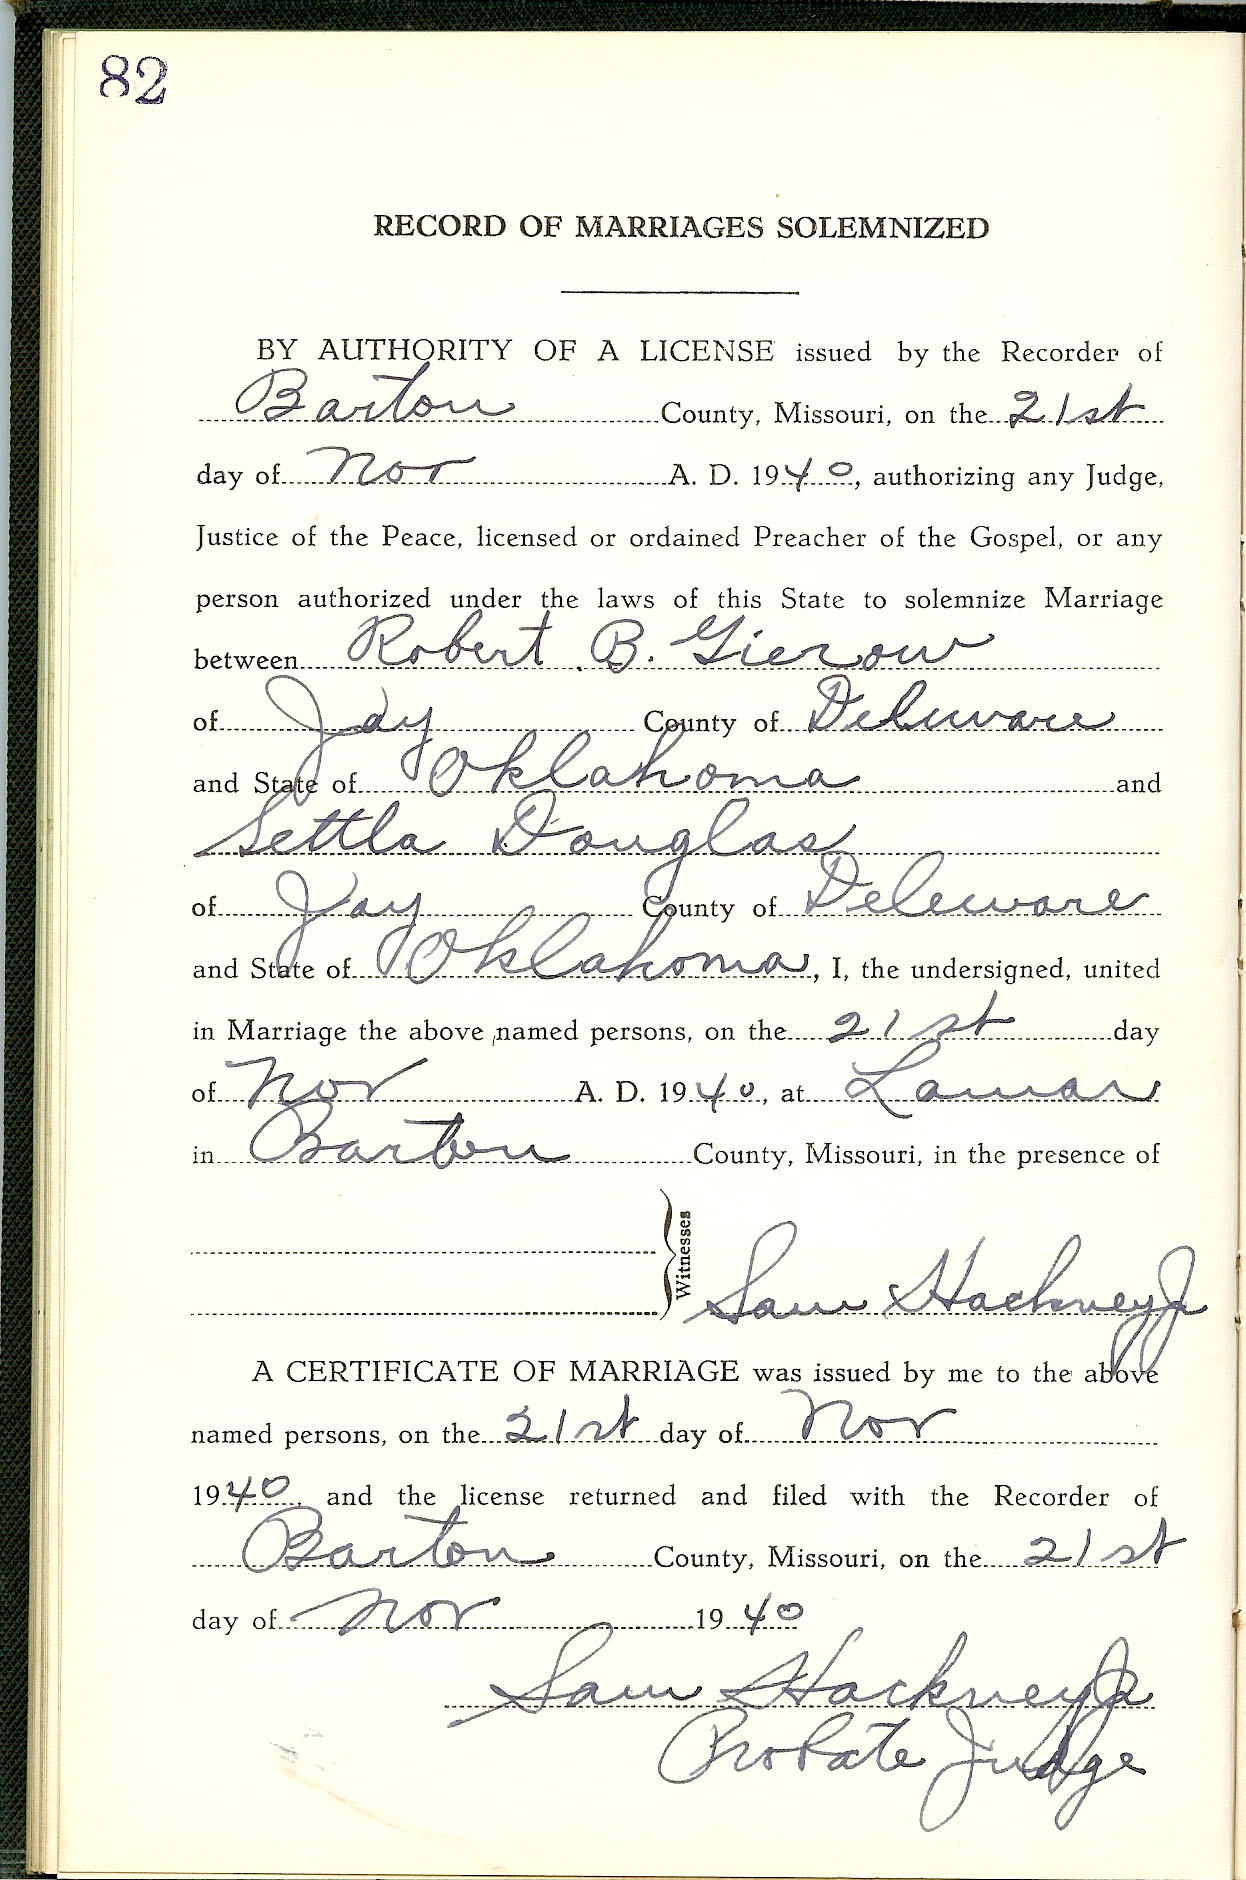 82
RECORD OF MARRIAGES SOLEMNIZED
BY AUTHORITY OF A LICENSE issued by the Recorder of
Barton County, Missouri, on the 21st
day of Nov A. D. 1940, authorizing any Judge,
Justice of the Peace, licensed or ordained Preacher of the Gospel, or any
person authorized under the laws of this State to solemnize Marriage
between Robert B. Gierow
of Jay County of Deleware
and State of Oklahoma and
Settla Douglas
of Jay County of Deleware
and State of Oklahoma, I, the undersigned, united
in Marriage the above named persons, on the 21st day
of Nov A. D. 1940, at Lamar
in Barton County, Missouri, in the presence of
Witnesses
Sam Hackney J
A CERTIFICATE OF MARRIAGE was issued by me to the above
named persons, on the 21st day of Nov
1940, and the license returned and filed with the Recorder of
Barton County, Missouri, on the 21st
day of Nov 1940
Sam Hackney Jr
Probate Judge